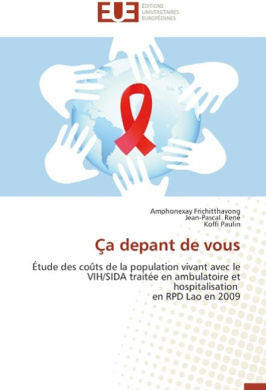 EUE
ÉDITIONS
UNIVERSITAIRES
EUROPÉENNES
Amphonexay Frichitthavong
Jean-Pascal René
Koffi Paulin
Ça depant de vous
Étude des coûts de la population vivant avec le
VIH/SIDA traitée en ambulatoire et
hospitalisation
en RPD Lao en 2009